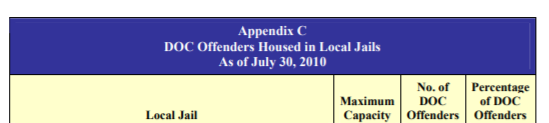 Appendix C
DOC Offenders Housed in Local Jails
As of July 30, 2010
Local Jail
Maximum Capacity
No. of DOC Offenders
Percentage of DOC Offenders